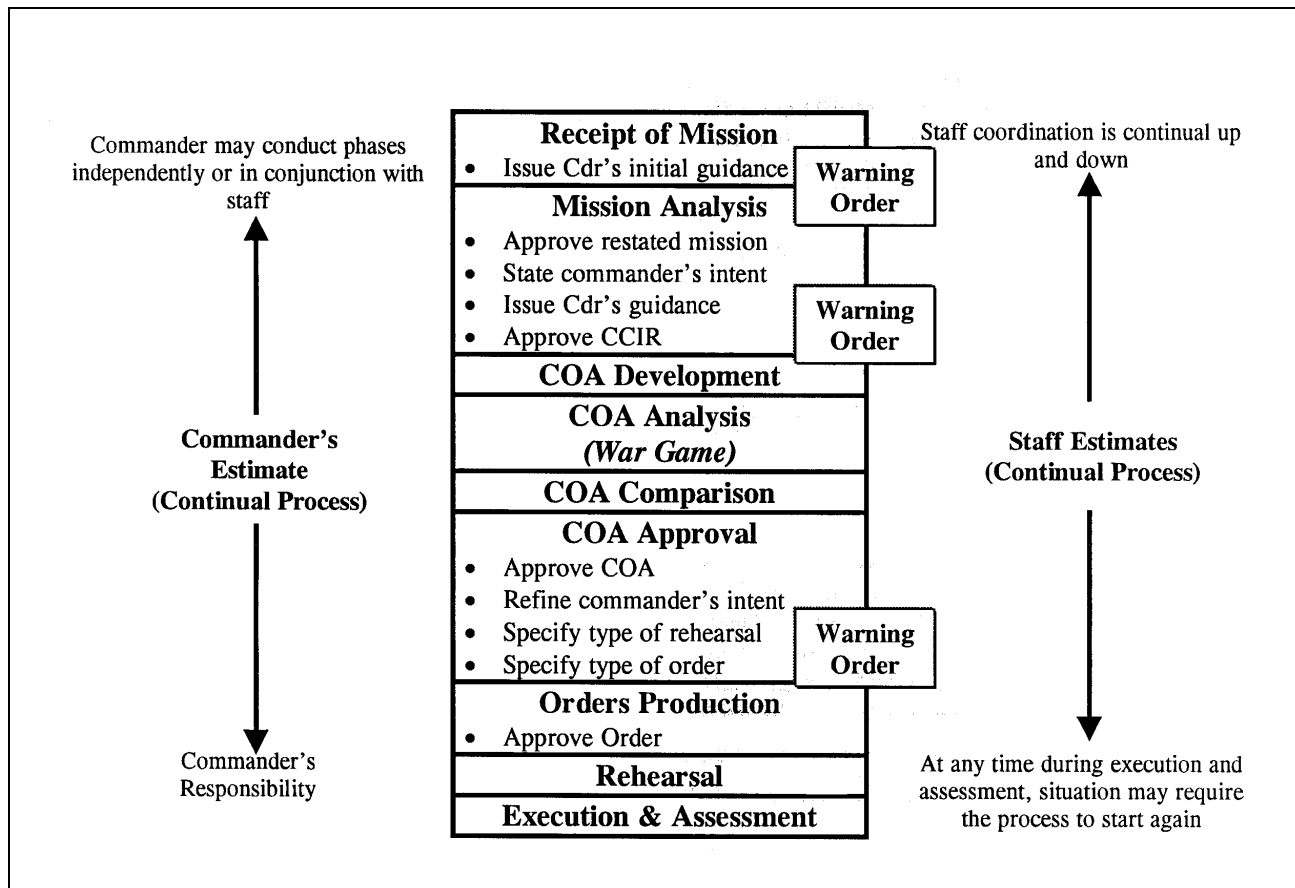 Commander may conduct phases
independently or in conjunction with
staff
Commander's
Estimate
(Continual Process)
Commander's
Responsibility
Receipt of Mission
• Issue Cdr's initial guidance
Warning
Order
Mission Analysis
• Approve restated mission
• State commander's intent
• Issue Cdr's guidance
• Approve CCIR
Warning
Order
COA Development
COA Analysis
(War Game)
COA Comparison
COA Approval
• Approve COA
• Refine commander's intent
• Specify type of rehearsal
• Specify type of order
Warning
Order
Orders Production
• Approve Order
Rehearsal
Execution & Assessment
Staff coordination is continual up
and down
Staff Estimates
(Continual Process)
At any time during execution and
assessment, situation may require
the process to start again